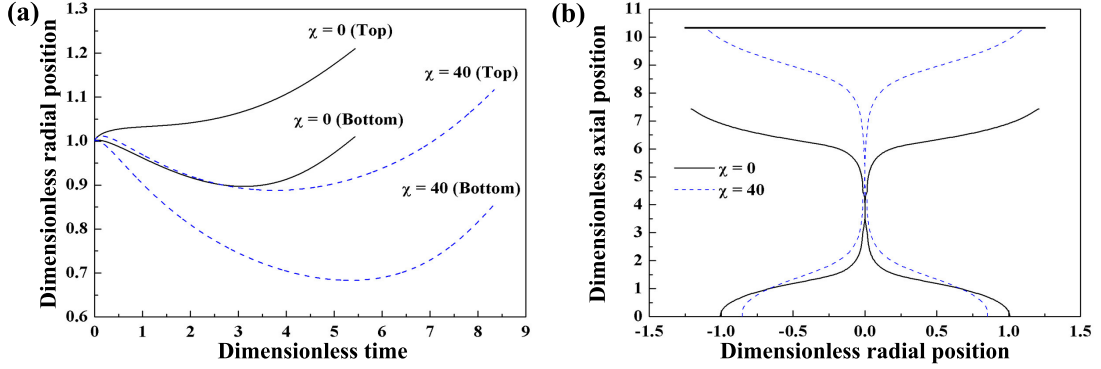 (a)
1.3
1.2
1.1
1.0
0.9
0.8
0.7
0.6
Dimensionless radial position
χ = 0 (Top)
χ = 40 (Top)
χ = 0 (Bottom)
χ = 40 (Bottom)
0 1 2 3 4 5 6 7 8 9
Dimensionless time
(b)
11
10
9
8
7
6
5
4
3
2
1
0
Dimensionless axial position
χ = 0
χ = 40
-1.5 -1.0 -0.5 0.0 0.5 1.0 1.5
Dimensionless radial position